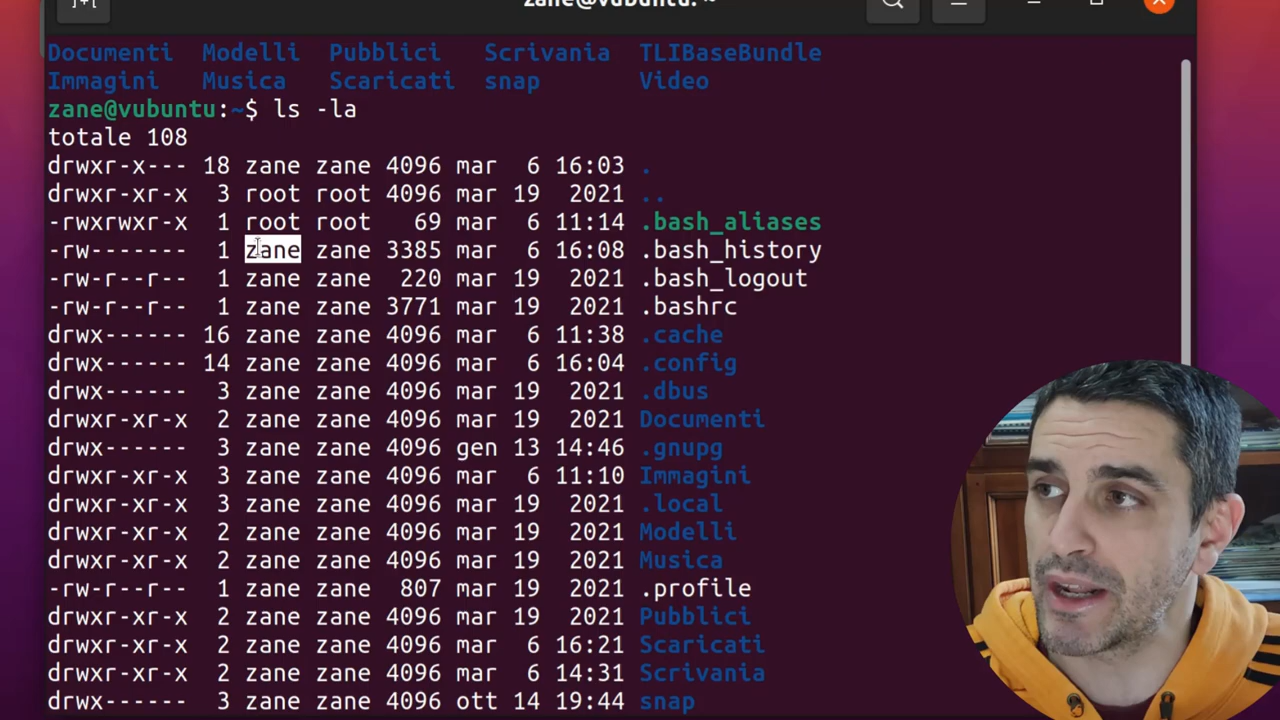 zane@vubuntu: ~
Documenti Modelli Pubblici Scrivania TLIBaseBundle
Immagini Musica Scaricati snap Video
zane@vubuntu:~$ ls -la
totale 108
drwxr-x--- 18 zane zane 4096 mar 6 16:03 .
drwxr-xr-x 3 root root 4096 mar 19 2021 ..
-rwxrwxr-x 1 root root 69 mar 6 11:14 .bash_aliases
-rw------- 1 zane zane 3385 mar 6 16:08 .bash_history
-rw-r--r-- 1 zane zane 220 mar 19 2021 .bash_logout
-rw-r--r-- 1 zane zane 3771 mar 19 2021 .bashrc
drwx------ 16 zane zane 4096 mar 6 11:38 .cache
drwx------ 14 zane zane 4096 mar 6 16:04 .config
drwx------ 3 zane zane 4096 mar 19 2021 .dbus
drwxr-xr-x 2 zane zane 4096 mar 19 2021 Documenti
drwx------ 3 zane zane 4096 gen 13 14:46 .gnupg
drwxr-xr-x 3 zane zane 4096 mar 6 11:10 Immagini
drwxr-xr-x 3 zane zane 4096 mar 19 2021 .local
drwxr-xr-x 2 zane zane 4096 mar 19 2021 Modelli
drwxr-xr-x 2 zane zane 4096 mar 19 2021 Musica
-rw-r--r-- 1 zane zane 807 mar 19 2021 .profile
drwxr-xr-x 2 zane zane 4096 mar 19 2021 Pubblici
drwxr-xr-x 2 zane zane 4096 mar 6 16:21 Scaricati
drwxr-xr-x 2 zane zane 4096 mar 6 14:31 Scrivania
drwx------ 3 zane zane 4096 ott 14 19:44 snap